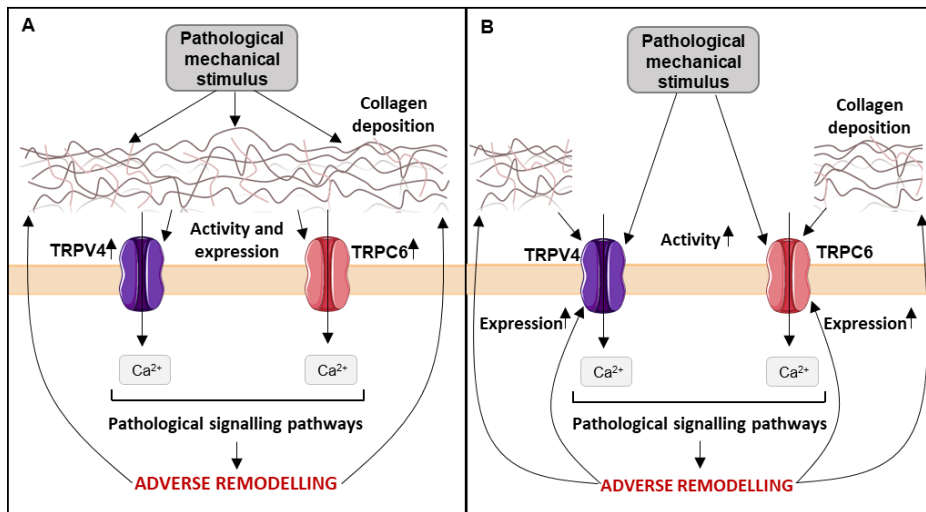 A
Pathological
mechanical
stimulus
Collagen
deposition
TRPV4
Activity and
expression
TRPC6
Ca2+
Ca2+
Pathological signalling pathways
ADVERSE REMODELLING
B
Pathological
mechanical
stimulus
Collagen
deposition
TRPV4
Activity
TRPC6
Expression
Expression
Ca2+
Ca2+
Pathological signalling pathways
ADVERSE REMODELLING